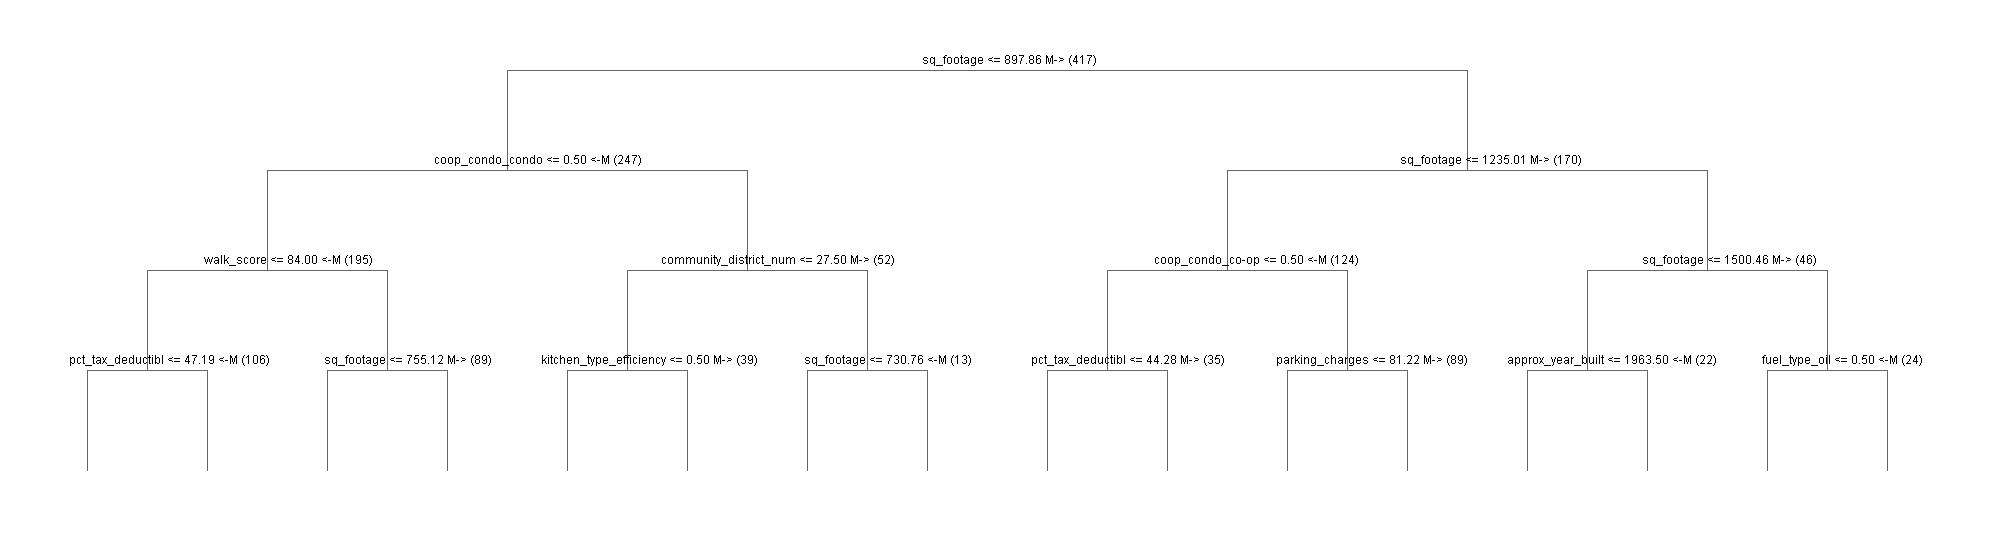 sq_footage <= 897.86 M-> (417)
coop_condo_condo <= 0.50 <-M (247)
sq_footage <= 1235.01 M-> (170)
walk_score <= 84.00 <-M (195)
community_district_num <= 27.50 M-> (52)
coop_condo_co-op <= 0.50 <-M (124)
sq_footage <= 1500.46 M-> (46)
pct_tax_deductibl <= 47.19 <-M (106)
sq_footage <= 755.12 M-> (89)
kitchen_type_efficiency <= 0.50 M-> (39)
sq_footage <= 730.76 <-M (13)
pct_tax_deductibl <= 44.28 M-> (35)
parking_charges <= 81.22 M-> (89)
approx_year_built <= 1963.50 <-M (22)
fuel_type_oil <= 0.50 <-M (24)